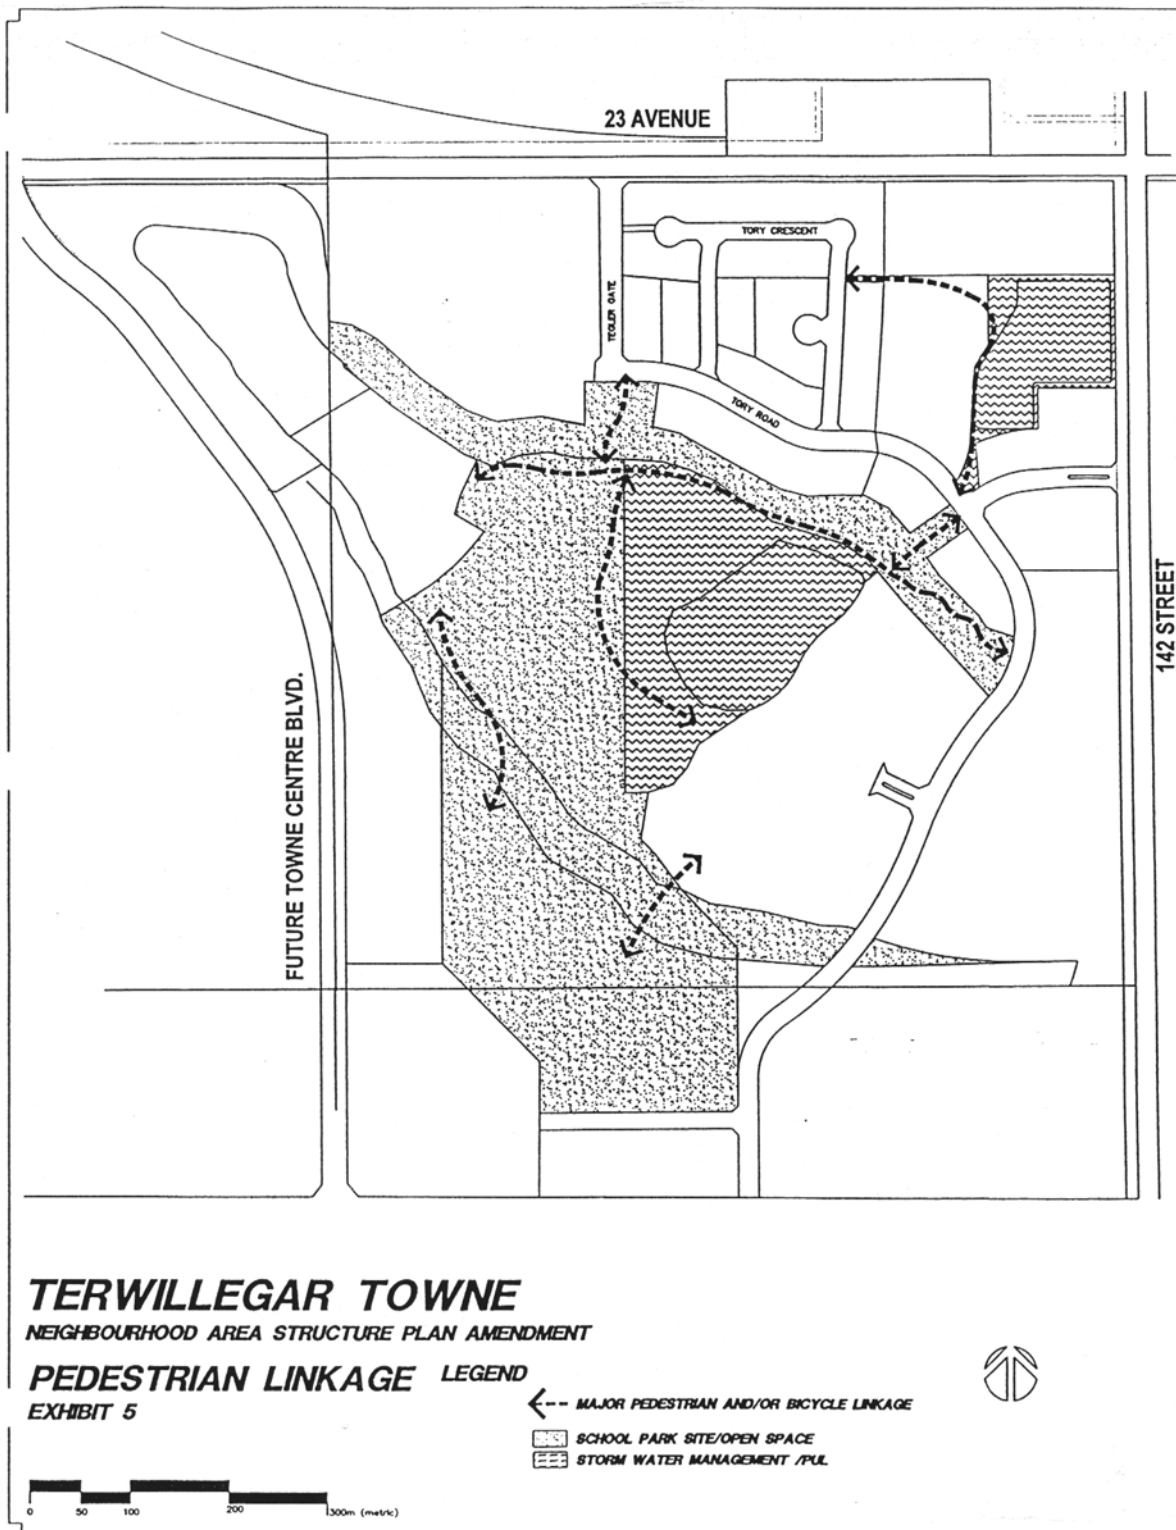 23 AVENUE
TORY CRESCENT
TEGLER GATE
TORY ROAD
142 STREET
FUTURE TOWNE CENTRE BLVD.
TERWILLEGAR TOWNE
NEIGHBOURHOOD AREA STRUCTURE PLAN AMENDMENT
PEDESTRIAN LINKAGE
EXHIBIT 5
LEGEND
MAJOR PEDESTRIAN AND/OR BICYCLE LINKAGE
SCHOOL PARK SITE/OPEN SPACE
STORM WATER MANAGEMENT /PUL
0 50 100 200 300m (metric)